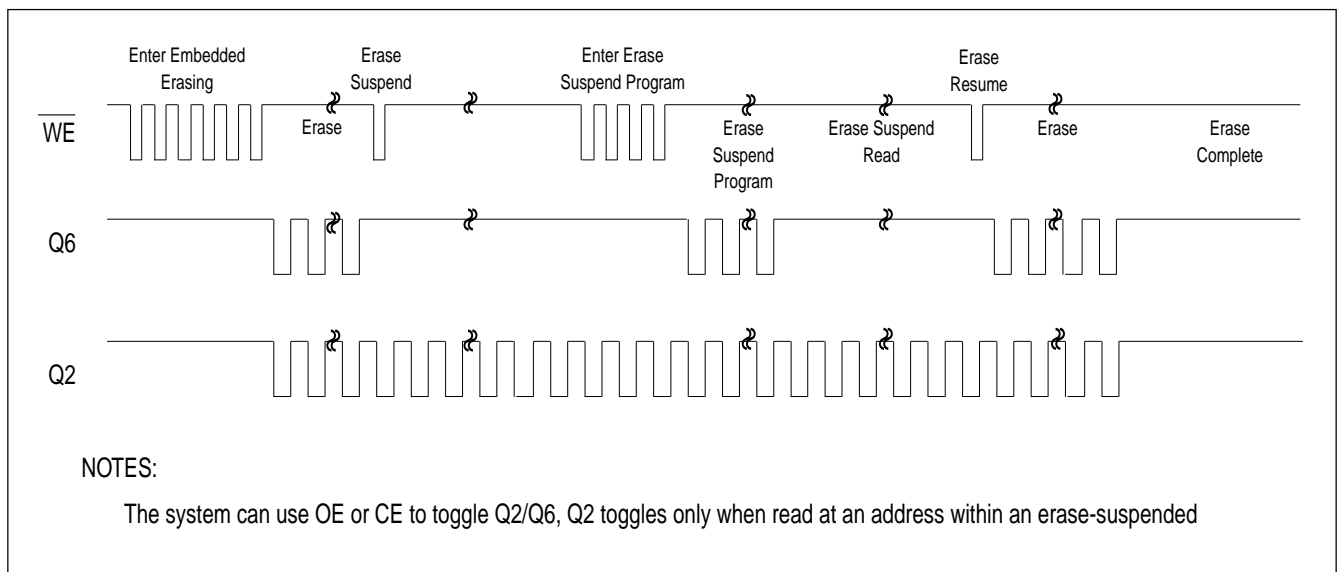 Enter Embedded
Erasing
Erase
Suspend
Enter Erase
Suspend Program
Erase
Resume
WE
Erase
Erase
Suspend
Program
Erase Suspend
Read
Erase
Erase
Complete
Q6
Q2
NOTES:
The system can use OE or CE to toggle Q2/Q6, Q2 toggles only when read at an address within an erase-suspended